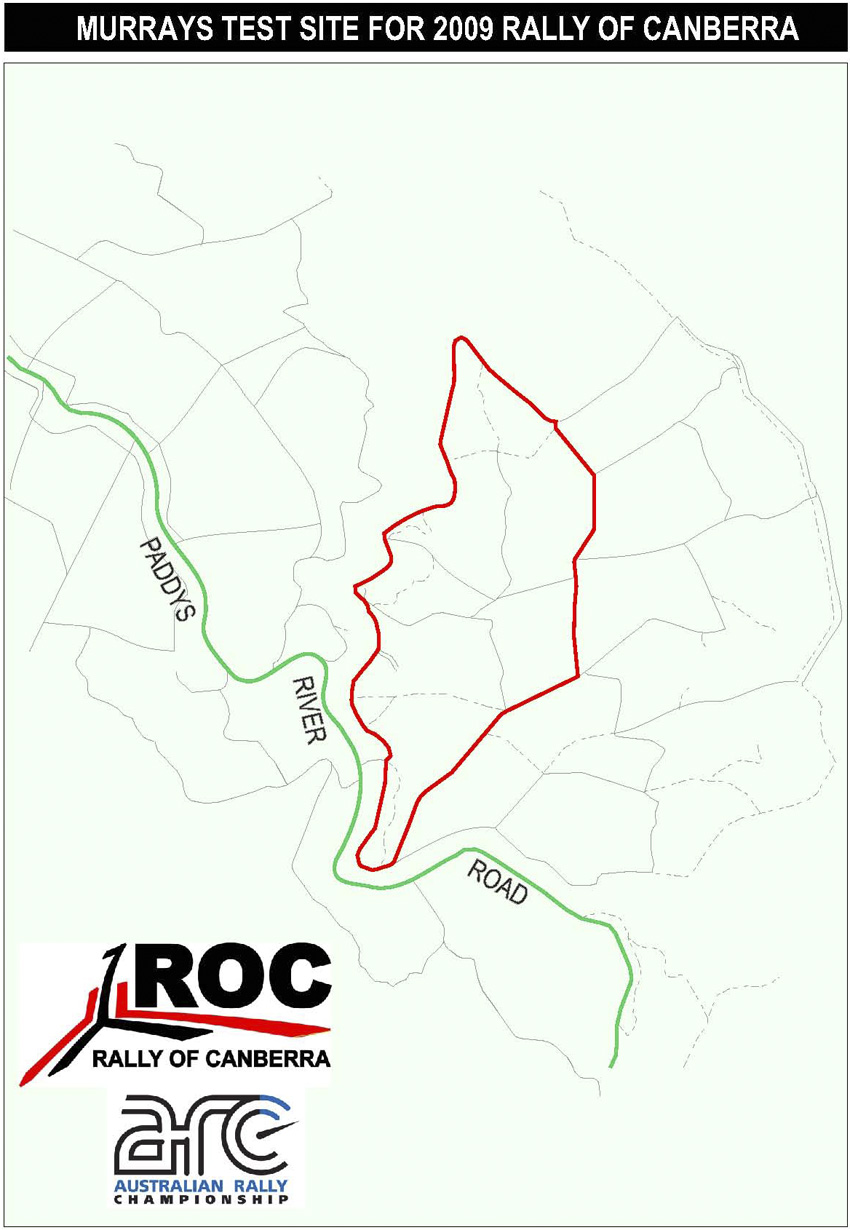 MURRAYS TEST SITE FOR 2009 RALLY OF CANBERRA
PADDYS
RIVER
ROAD
ROC
RALLY OF CANBERRA
arc
AUSTRALIAN RALLY
CHAMPIONSHIP